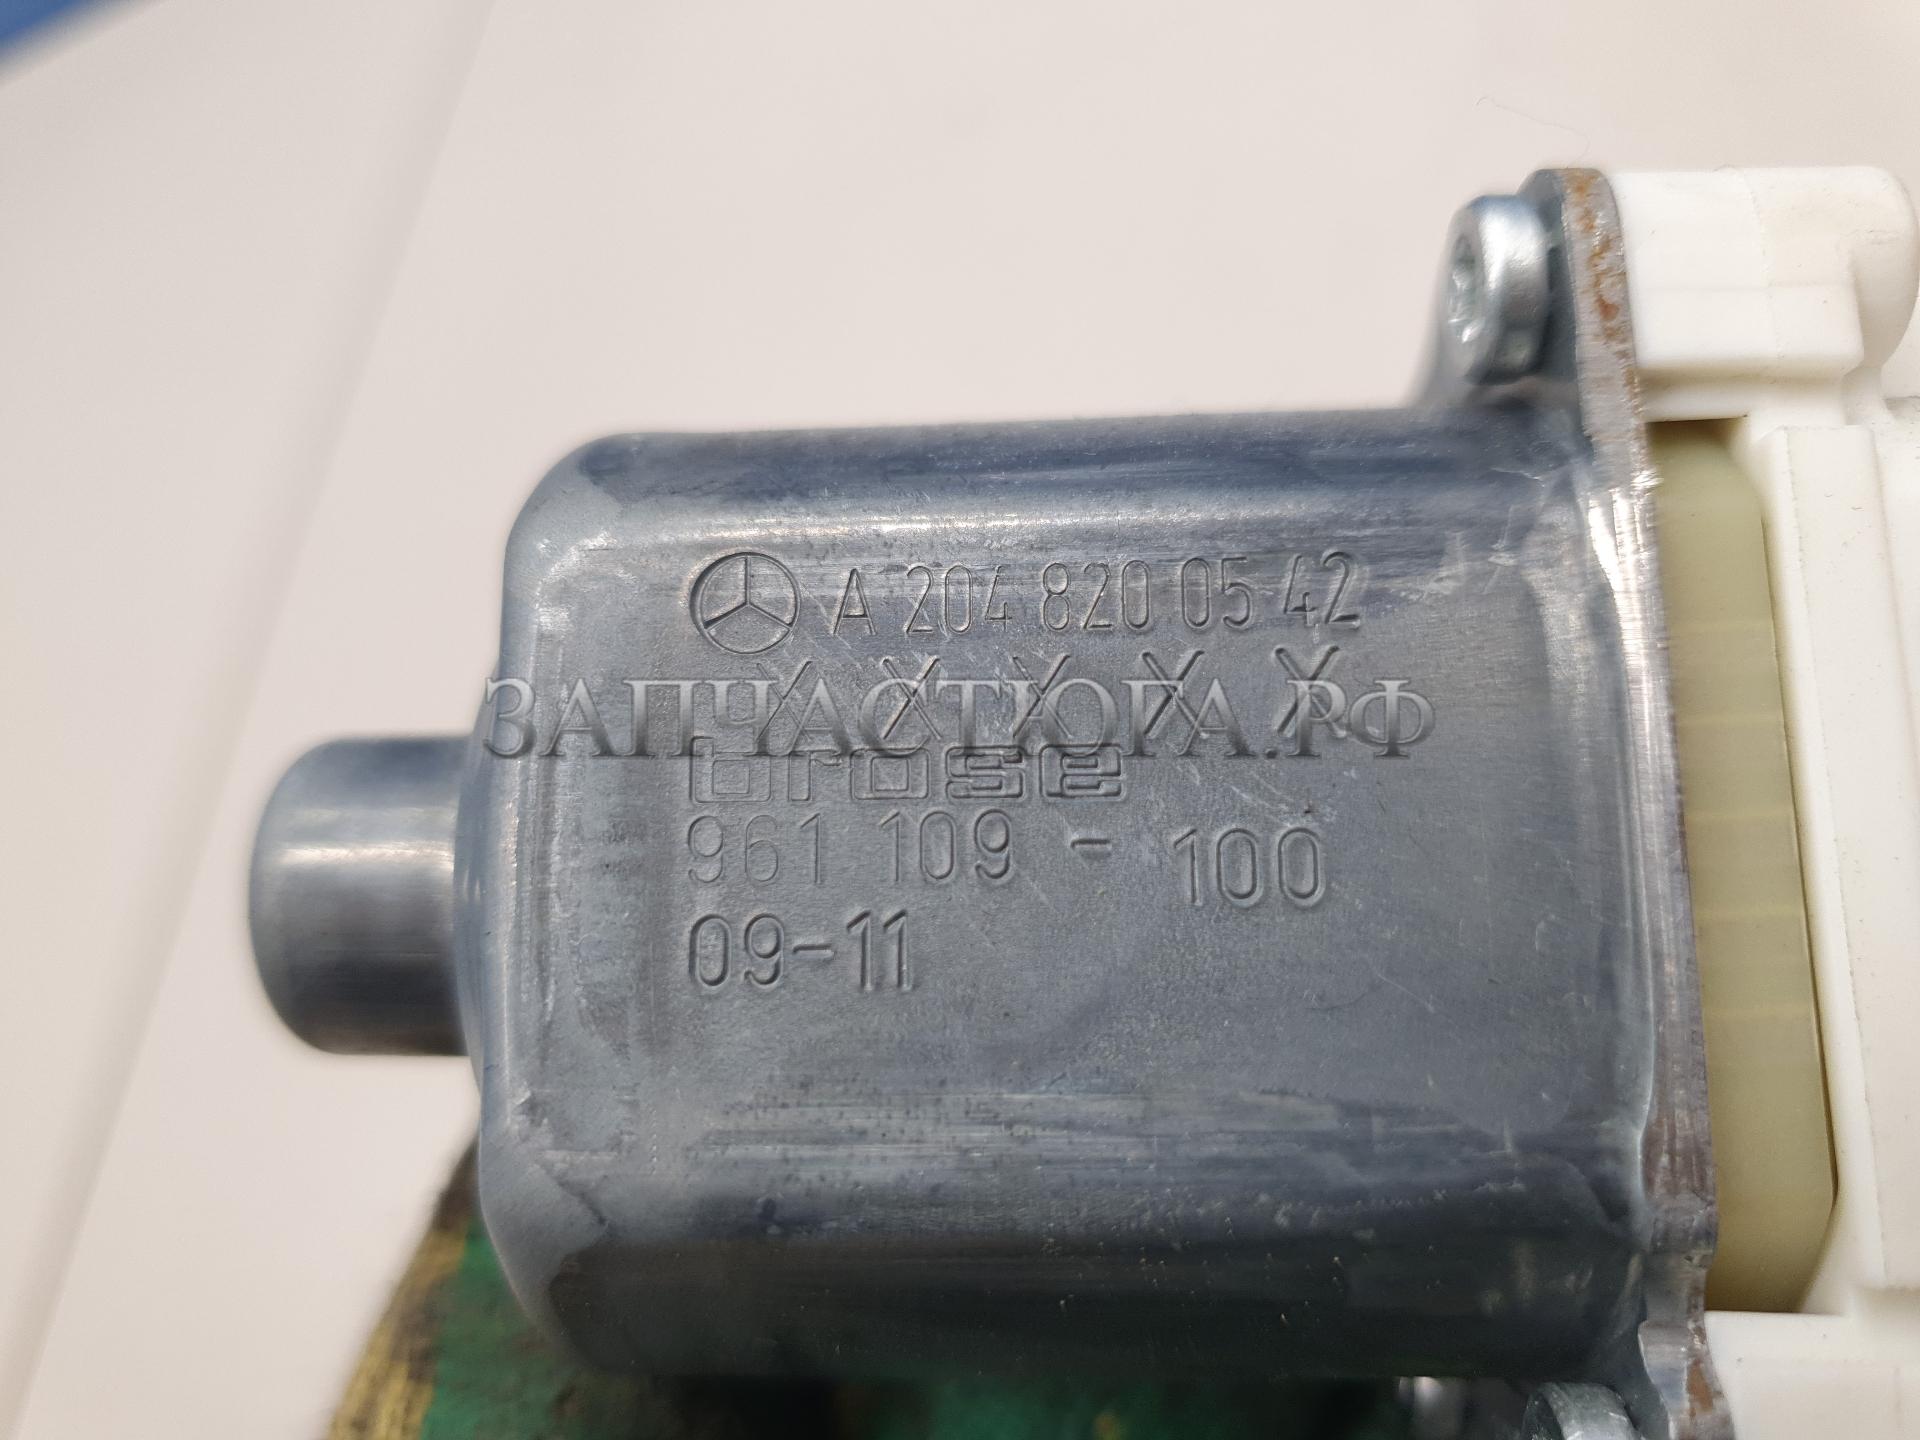 A 204 820 05 42
X X X X X
ЗАПЧАСТЮГА.РФ
brose
961 109 - 100
09-11